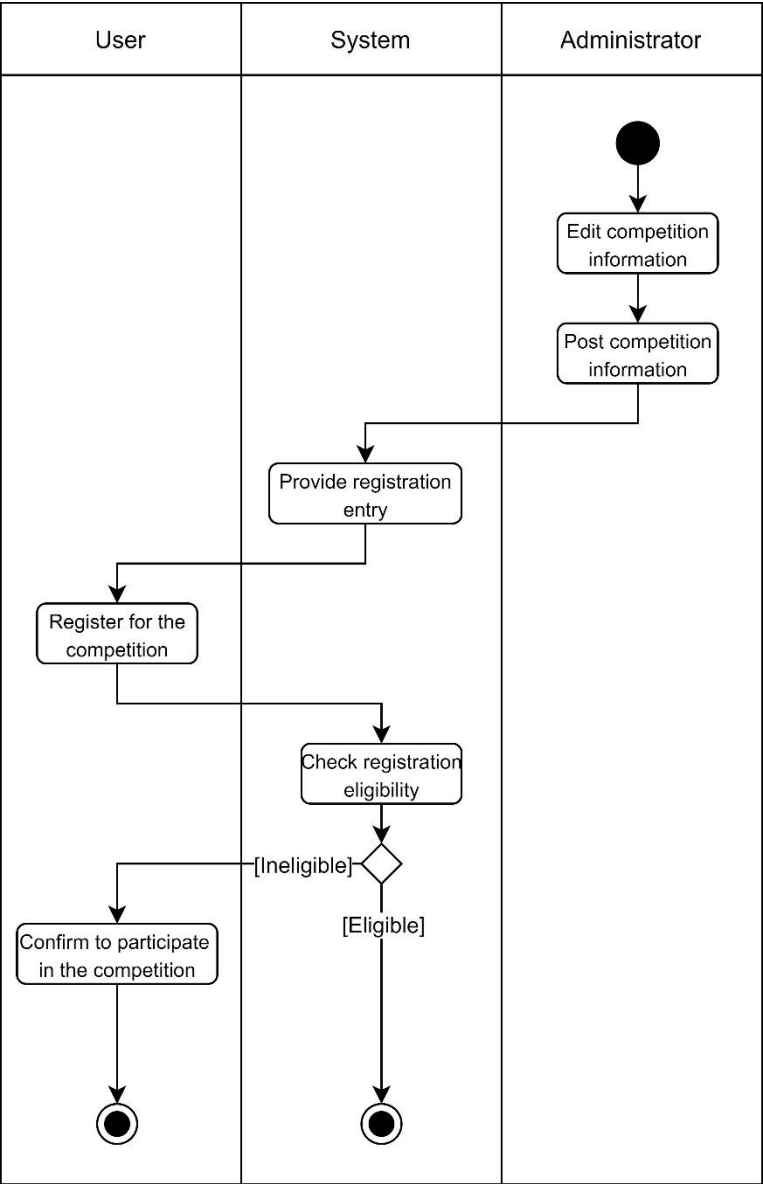 User
System
Administrator
Edit competition
information
Post competition
information
Provide registration
entry
Register for the
competition
Check registration
eligibility
[Ineligible]
[Eligible]
Confirm to participate
in the competition